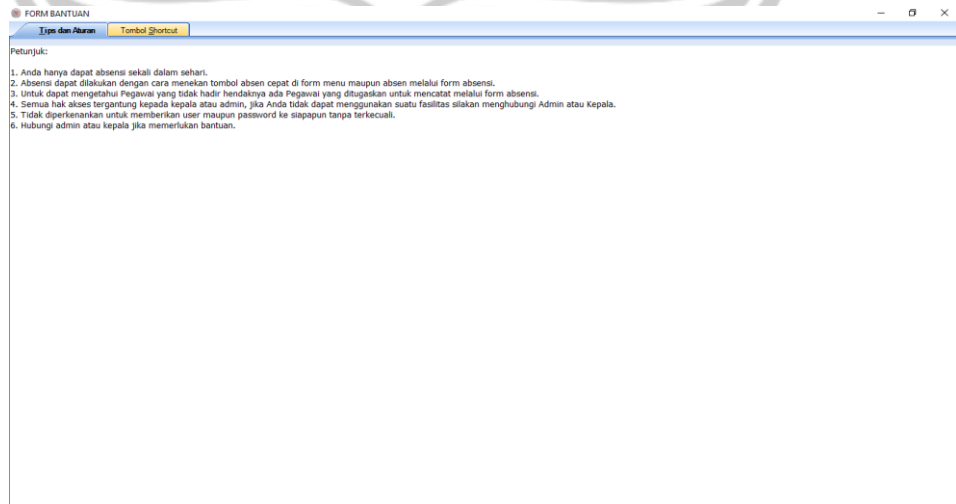 FORM BANTUAN
Tips dan Aturan
Tombol Shortcut
Petunjuk:
1. Anda hanya dapat absensi sekali dalam sehari.
2. Absensi dapat dilakukan dengan cara menekan tombol absen cepat di form menu maupun absen melalui form absensi.
3. Untuk dapat mengetahui Pegawai yang tidak hadir hendaknya ada Pegawai yang ditugaskan untuk mencatat melalui form absensi.
4. Semua hak akses tergantung kepada kepala atau admin, jika Anda tidak dapat menggunakan suatu fasilitas silakan menghubungi Admin atau Kepala.
5. Tidak diperkenankan untuk memberikan user maupun password ke siapapun tanpa terkecuali.
6. Hubungi admin atau kepala jika memerlukan bantuan.